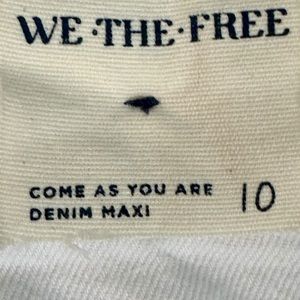 WE·THE·FREE
COME AS YOU ARE
DENIM MAXI 10